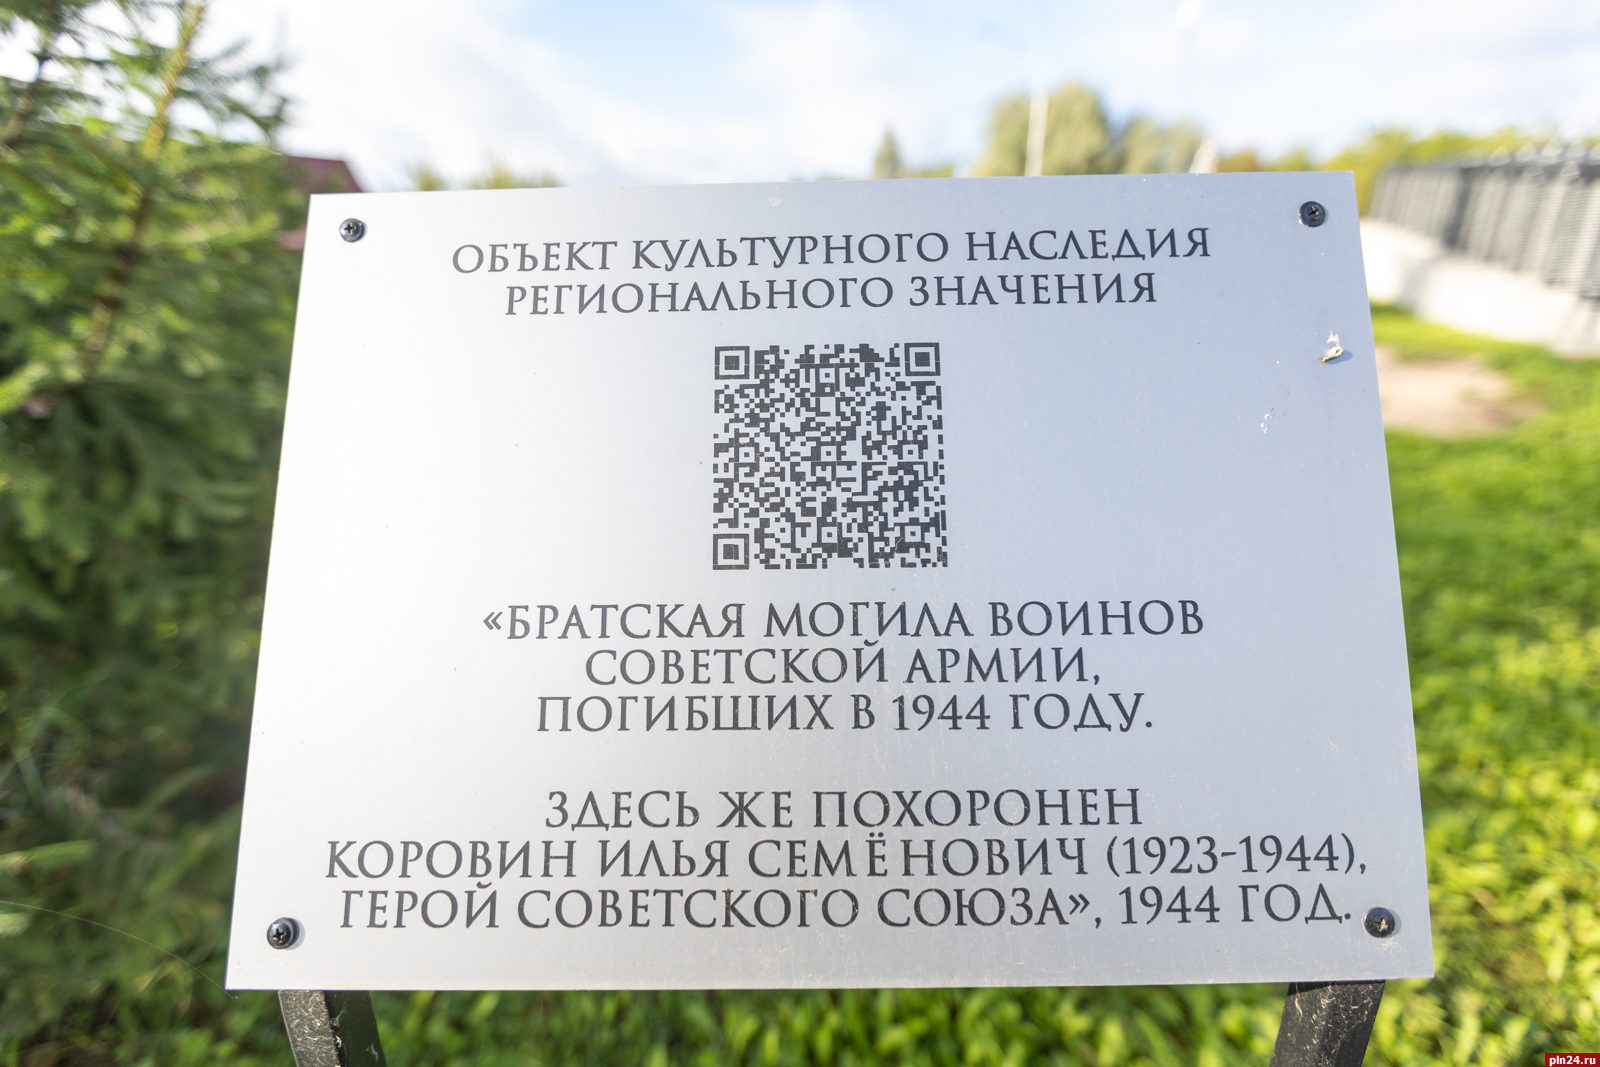 ОБЪЕКТ КУЛЬТУРНОГО НАСЛЕДИЯ
РЕГИОНАЛЬНОГО ЗНАЧЕНИЯ
«БРАТСКАЯ МОГИЛА ВОИНОВ
СОВЕТСКОЙ АРМИИ,
ПОГИБШИХ В 1944 ГОДУ.
ЗДЕСЬ ЖЕ ПОХОРОНЕН
КОРОВИН ИЛЬЯ СЕМЁНОВИЧ (1923-1944),
ГЕРОЙ СОВЕТСКОГО СОЮЗА», 1944 ГОД.
pln24.ru